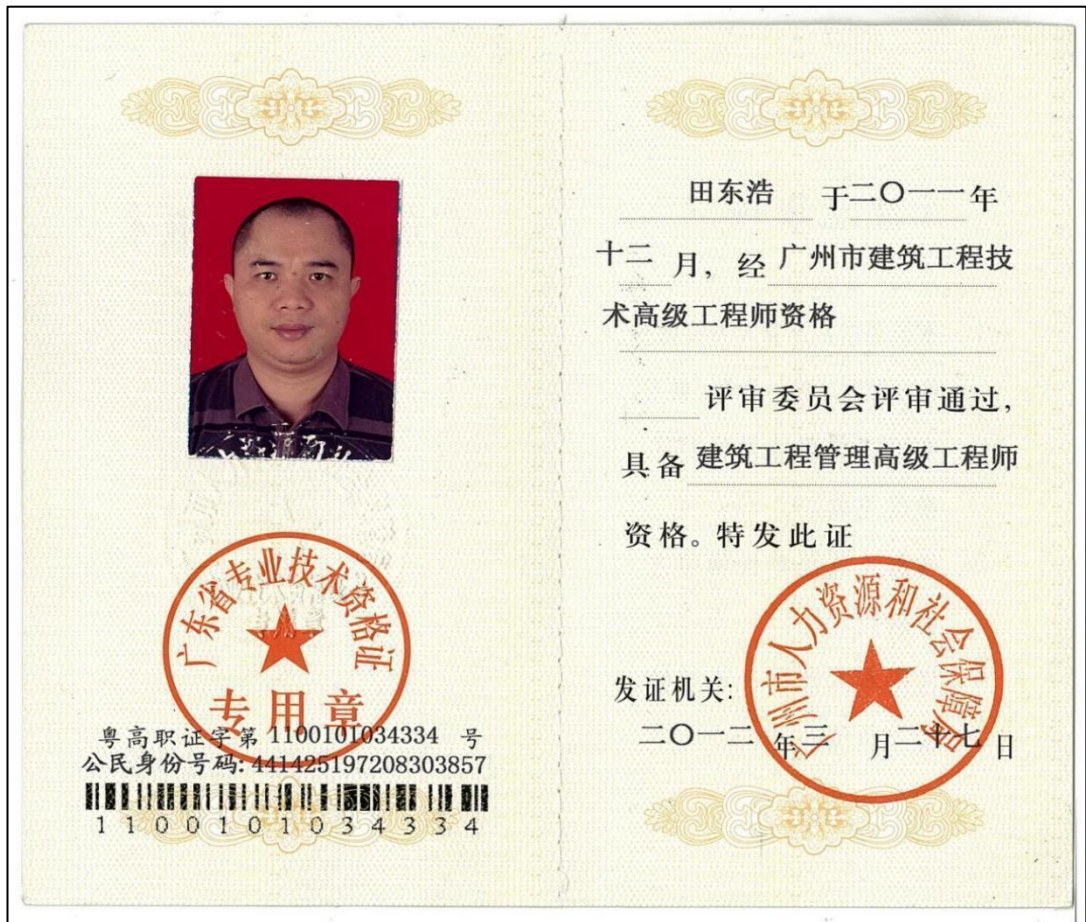 广东省专业技术资格证
专用章
粤高职证字第 1100101034334 号
公民身份号码: 441425197208303857
1100101034334
田东浩 于二〇一一年
十二 月，经 广州市建筑工程技
术高级工程师资格
评审委员会评审通过，
具备 建筑工程管理高级工程师
资格。特发此证
广州市人力资源和社会保障局
发证机关:
二〇一二 年 三 月 二十七 日